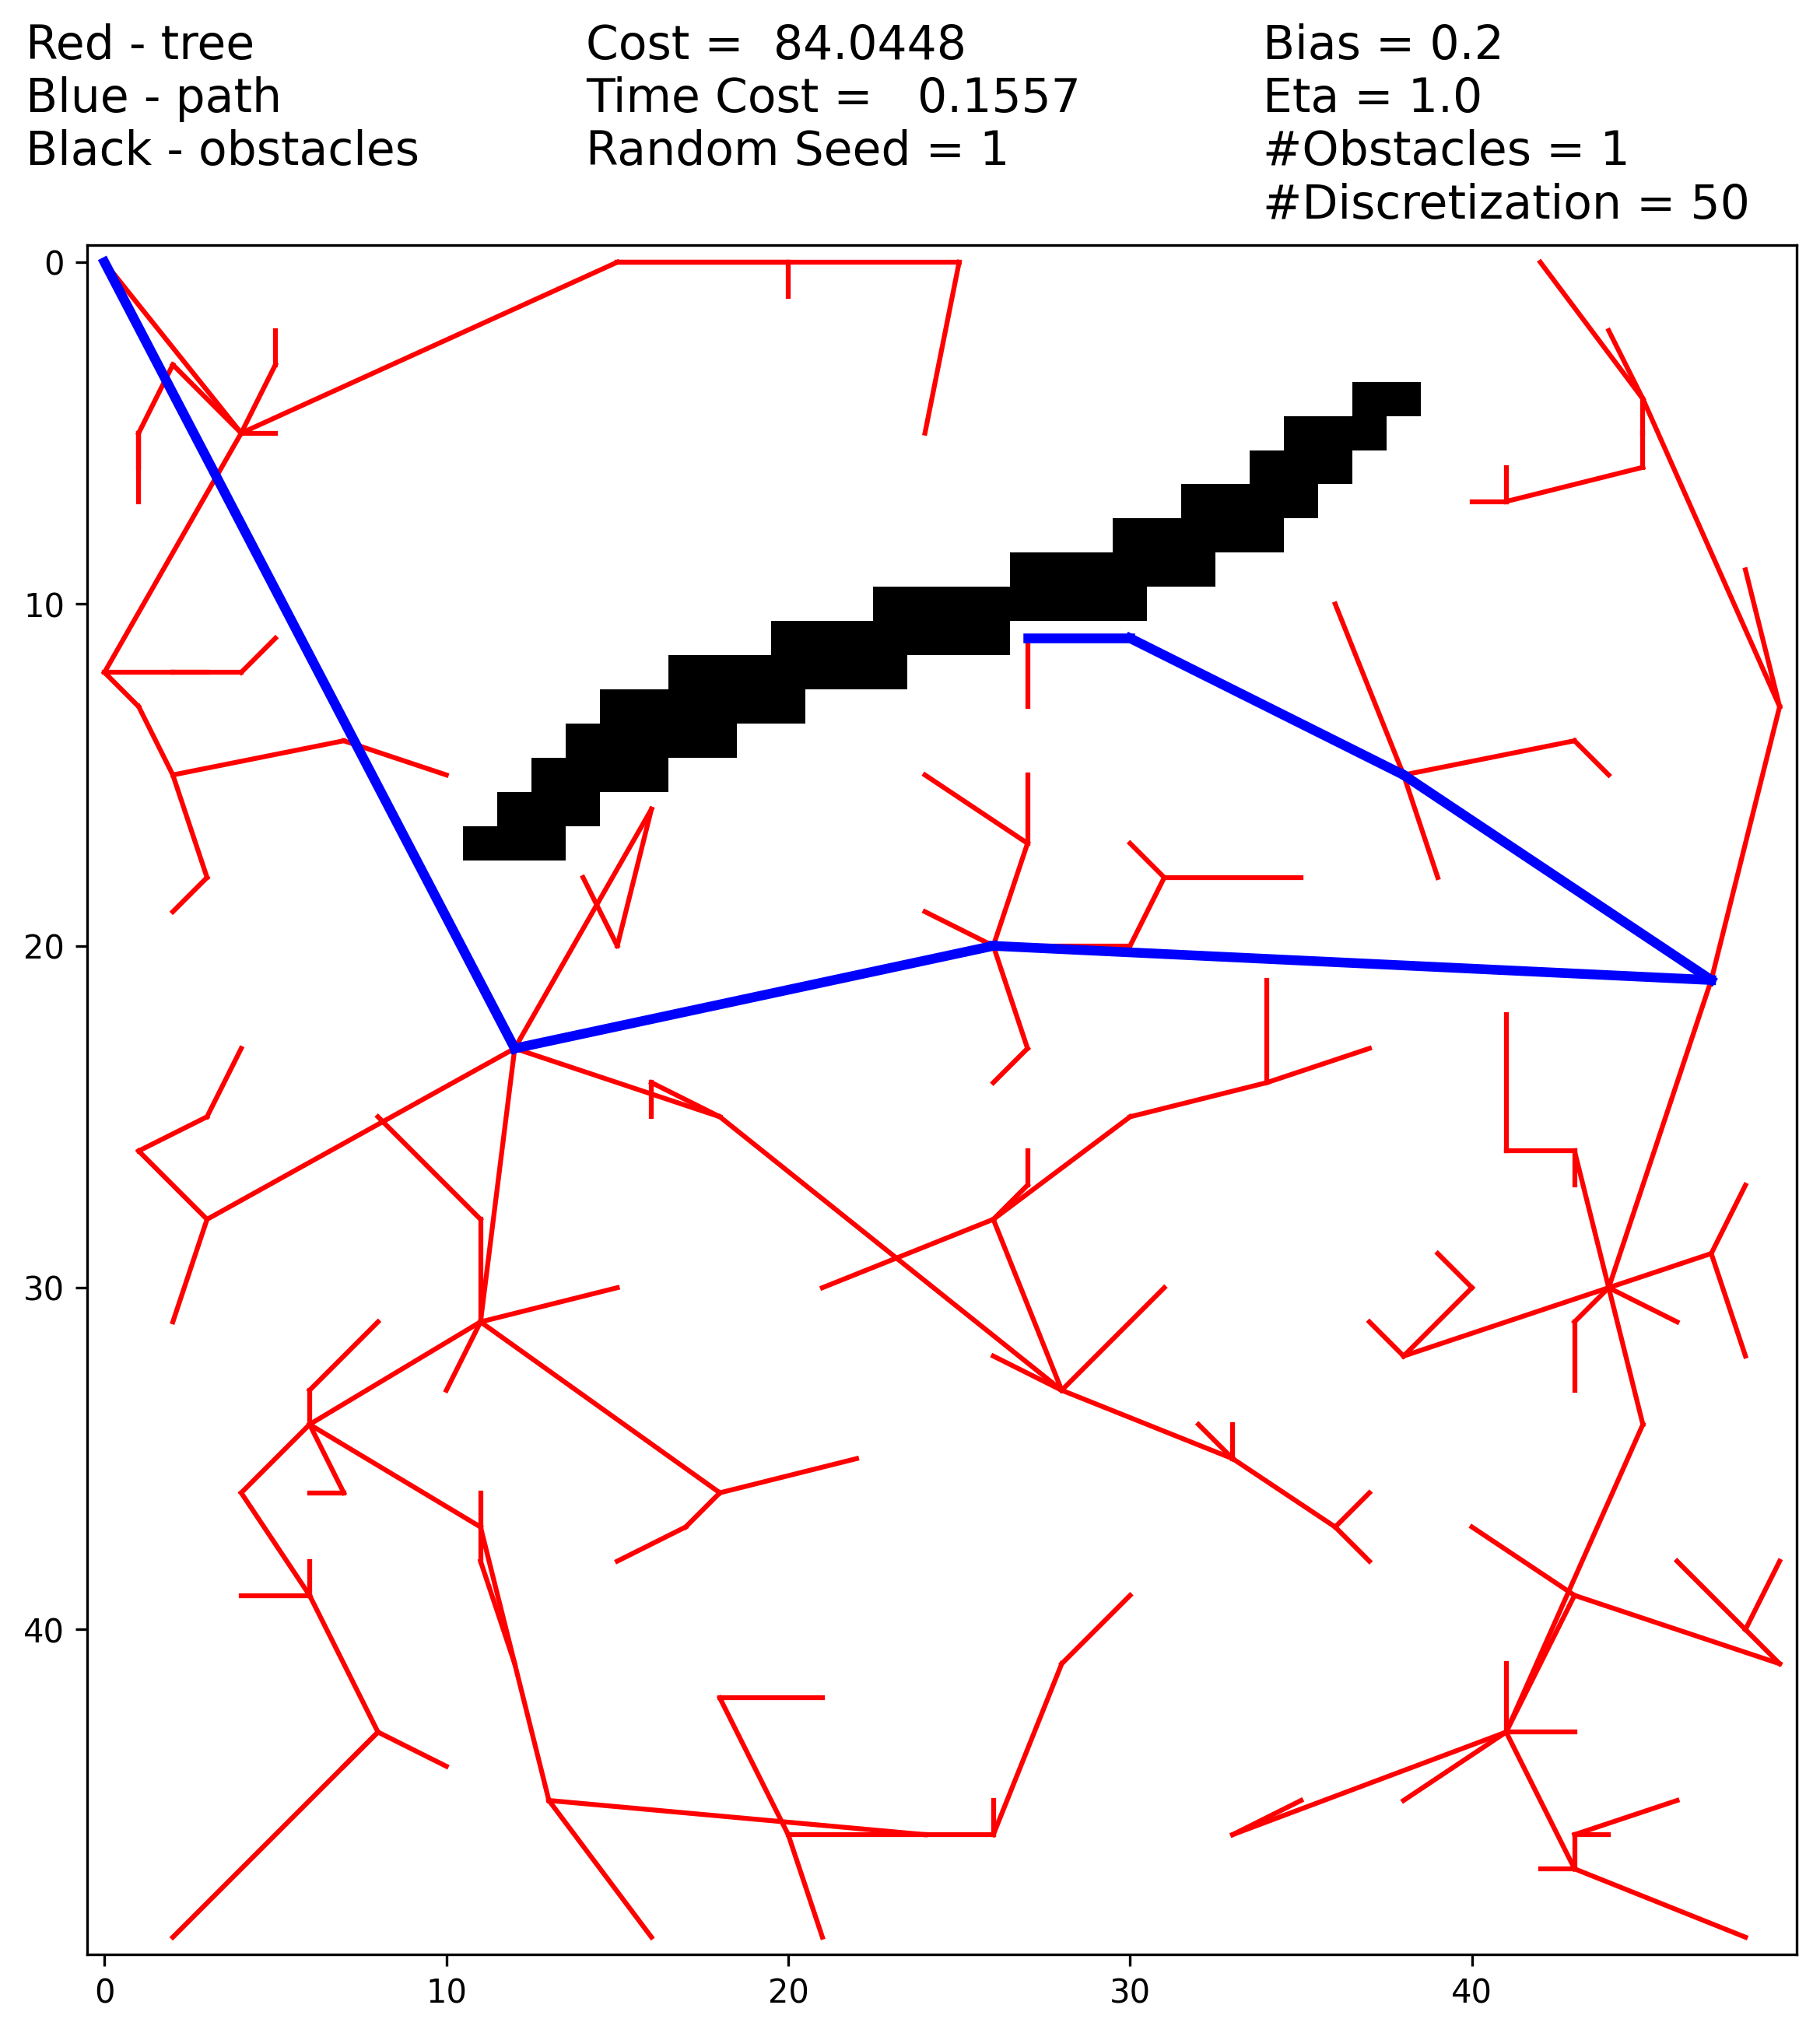 Red - tree
Blue - path
Black - obstacles
Cost =  84.0448
Time Cost =   0.1557
Random Seed = 1
Bias = 0.2
Eta = 1.0
#Obstacles = 1
#Discretization = 50
0
10
20
30
40
0 10 20 30 40